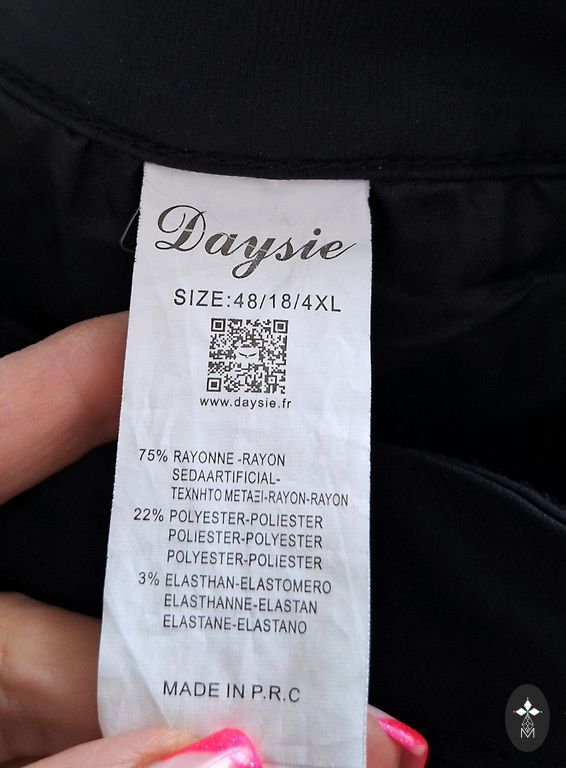 Daysie
SIZE:48/18/4XL
www.daysie.fr
75% RAYONNE-RAYON
SEDAARTIFICIAL-
ΤΕΧΝΗΤΟ ΜΕΤΑΞΙ-RAYON-RAYON
22% POLYESTER-POLIESTER
POLIESTER-POLYESTER
POLYESTER-POLIESTER
3% ELASTHAN-ELASTOMERO
ELASTHANNE-ELASTAN
ELASTANE-ELASTANO
MADE IN P.R.C
M